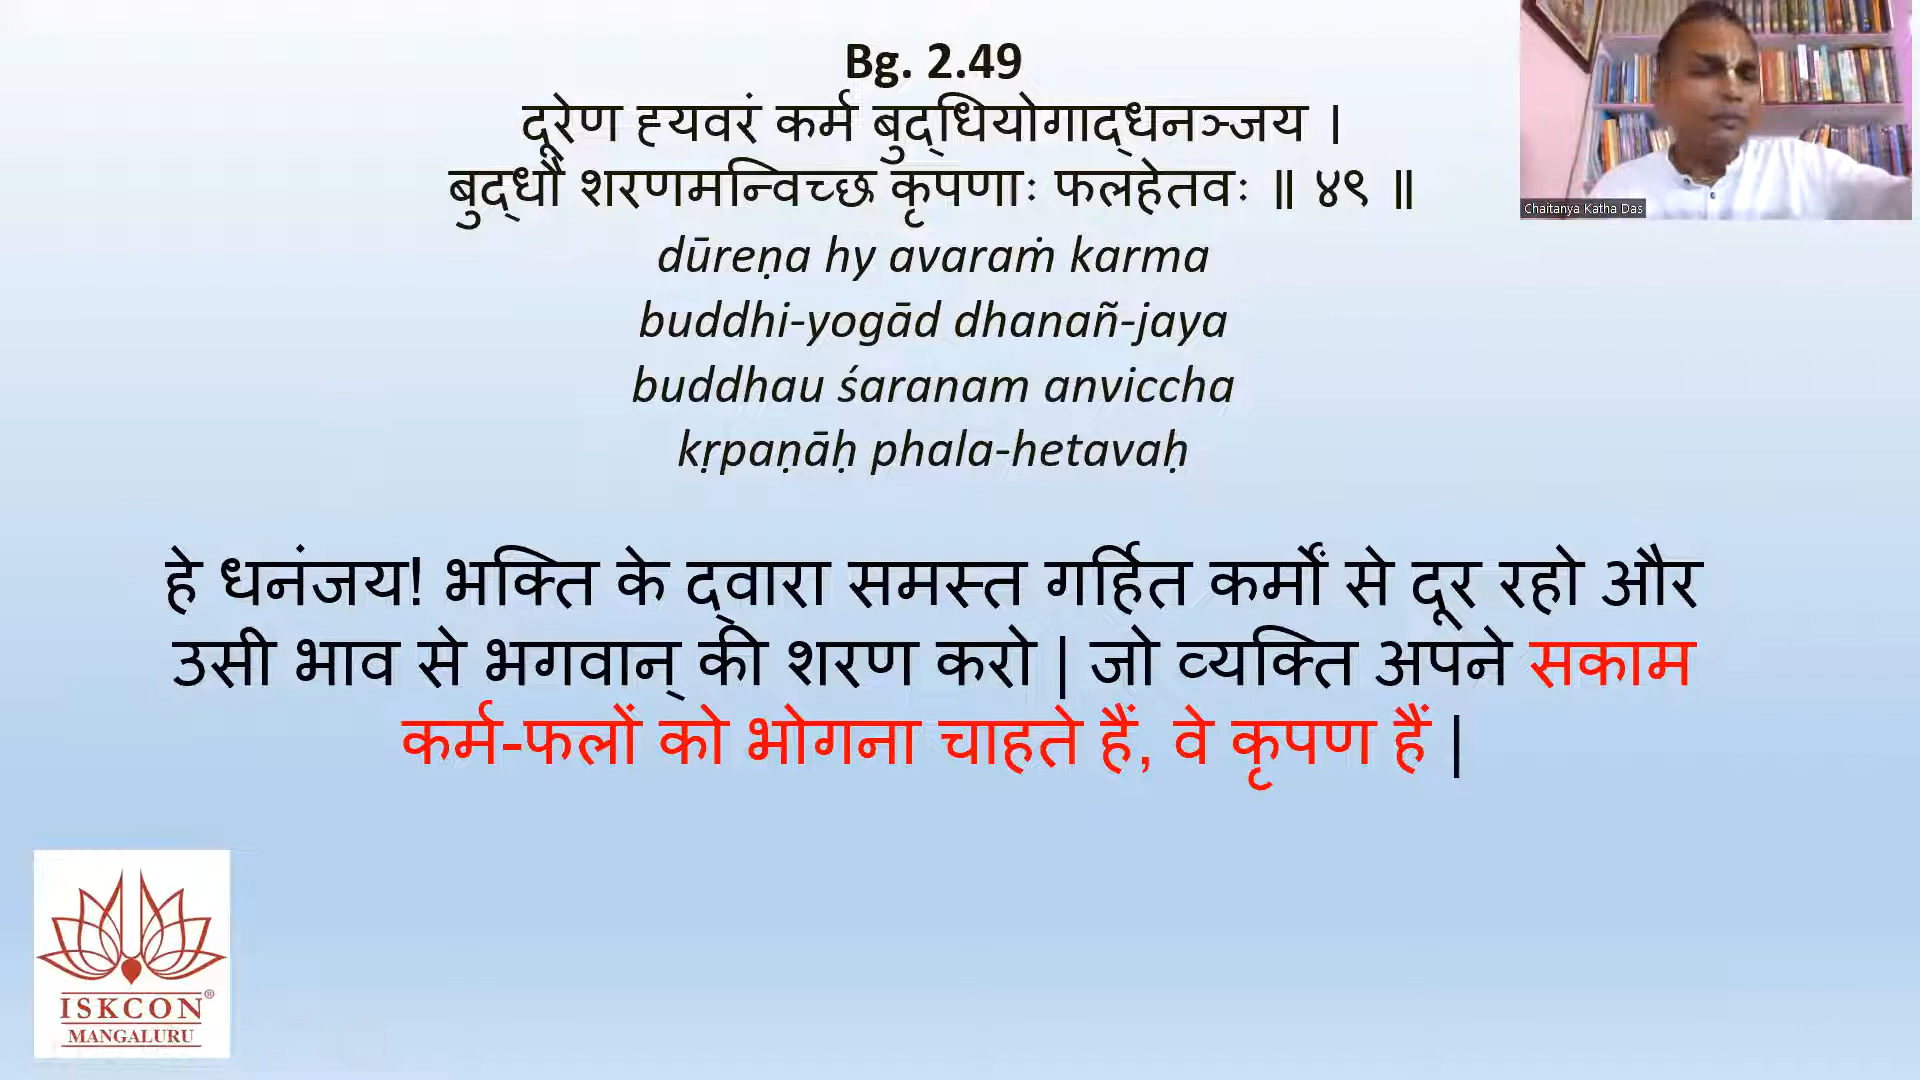 Bg. 2.49
दूरेण ह्यवरं कर्म बुद्धियोगाद्धनञ्जय ।
बुद्धौ शरणमन्विच्छ कृपणाः फलहेतवः ॥ ४९ ॥
dūreṇa hy avaraṁ karma
buddhi-yogād dhanañ-jaya
buddhau śaranam anviccha
kṛpaṇāḥ phala-hetavaḥ
हे धनंजय! भक्ति के द्वारा समस्त गर्हित कर्मों से दूर रहो और
उसी भाव से भगवान् की शरण करो | जो व्यक्ति अपने सकाम
कर्म-फलों को भोगना चाहते हैं, वे कृपण हैं |
Chaitanya Katha Das
ISKCON®
MANGALURU